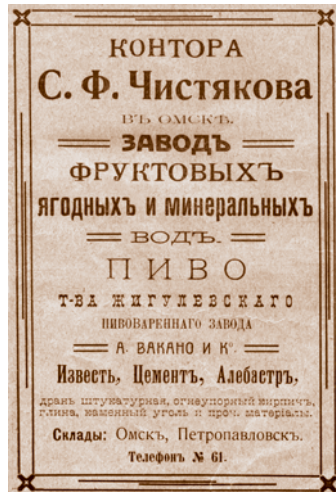 КОНТОРА
С. Ф. Чистякова
ВЪ ОМСКѢ.
ЗАВОДЪ
ФРУКТОВЫХЪ
ЯГОДНЫХЪ И МИНЕРАЛЬНЫХЪ
ВОДЪ.
ПИВО
Т-ВА ЖИГУЛЕВСКАГО
ПИВОВАРЕННАГО ЗАВОДА
А. ВАКАНО И Кº.
Известь, Цементъ, Алебастръ,
дрань штукатурная, огнеупорный кирпичъ,
глина, каменный уголь и проч. матеріалы.
Склады: Омскъ, Петропавловскъ.
Телефонъ № 61.